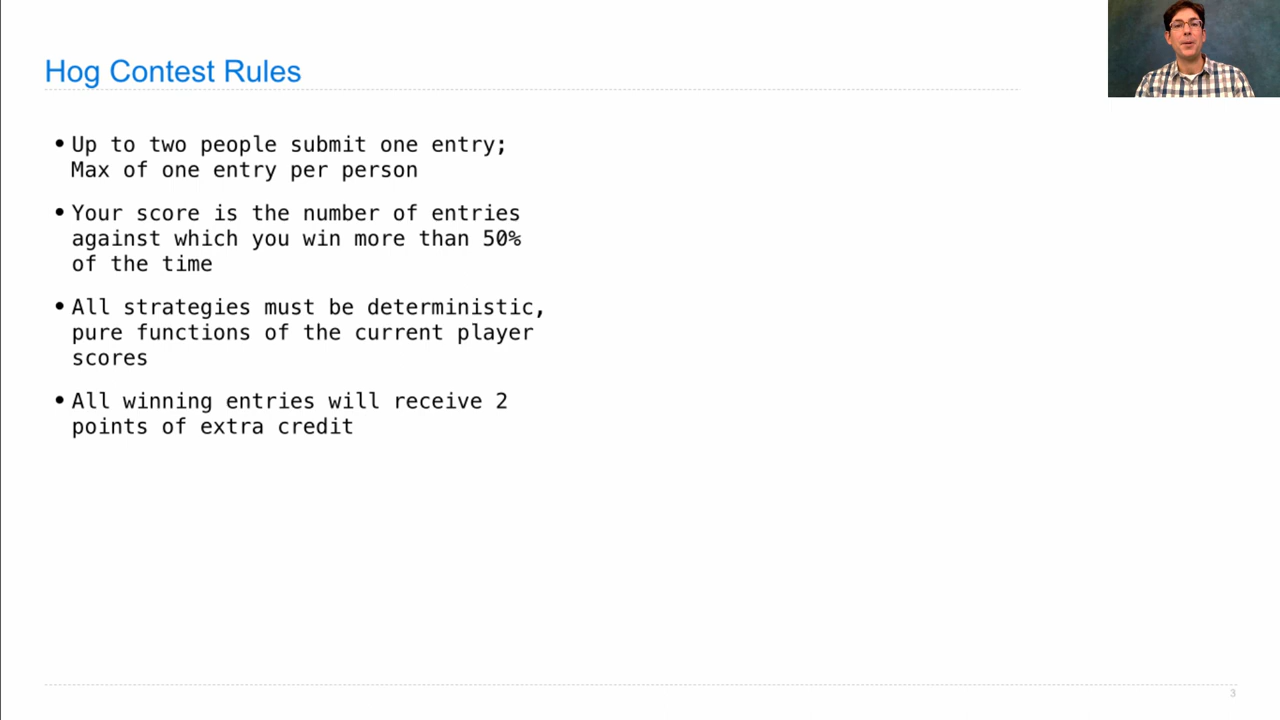 Hog Contest Rules
• Up to two people submit one entry;
Max of one entry per person
• Your score is the number of entries
against which you win more than 50%
of the time
• All strategies must be deterministic,
pure functions of the current player
scores
• All winning entries will receive 2
points of extra credit
3